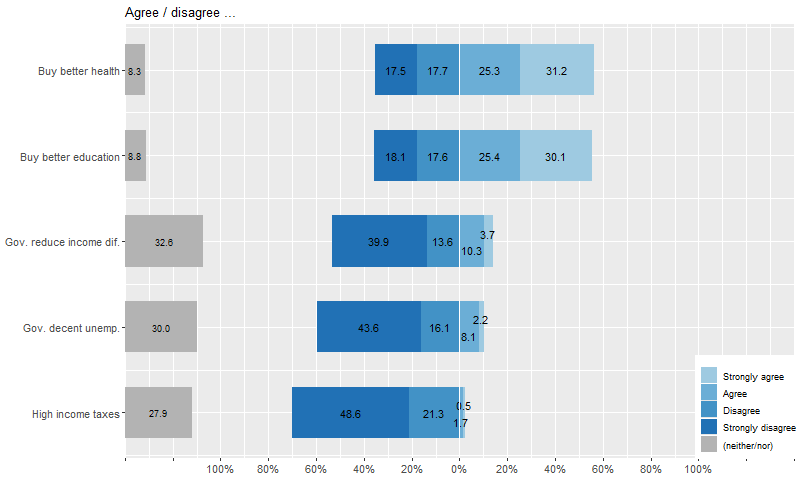 Agree / disagree ...
Buy better health
8.3
17.5
17.7
25.3
31.2
Buy better education
8.8
18.1
17.6
25.4
30.1
Gov. reduce income dif.
32.6
39.9
13.6
10.3
3.7
Gov. decent unemp.
30.0
43.6
16.1
8.1
2.2
High income taxes
27.9
48.6
21.3
1.7
0.5
Strongly agree
Agree
Disagree
Strongly disagree
(neither/nor)
100% 80% 60% 40% 20% 0% 20% 40% 60% 80% 100%